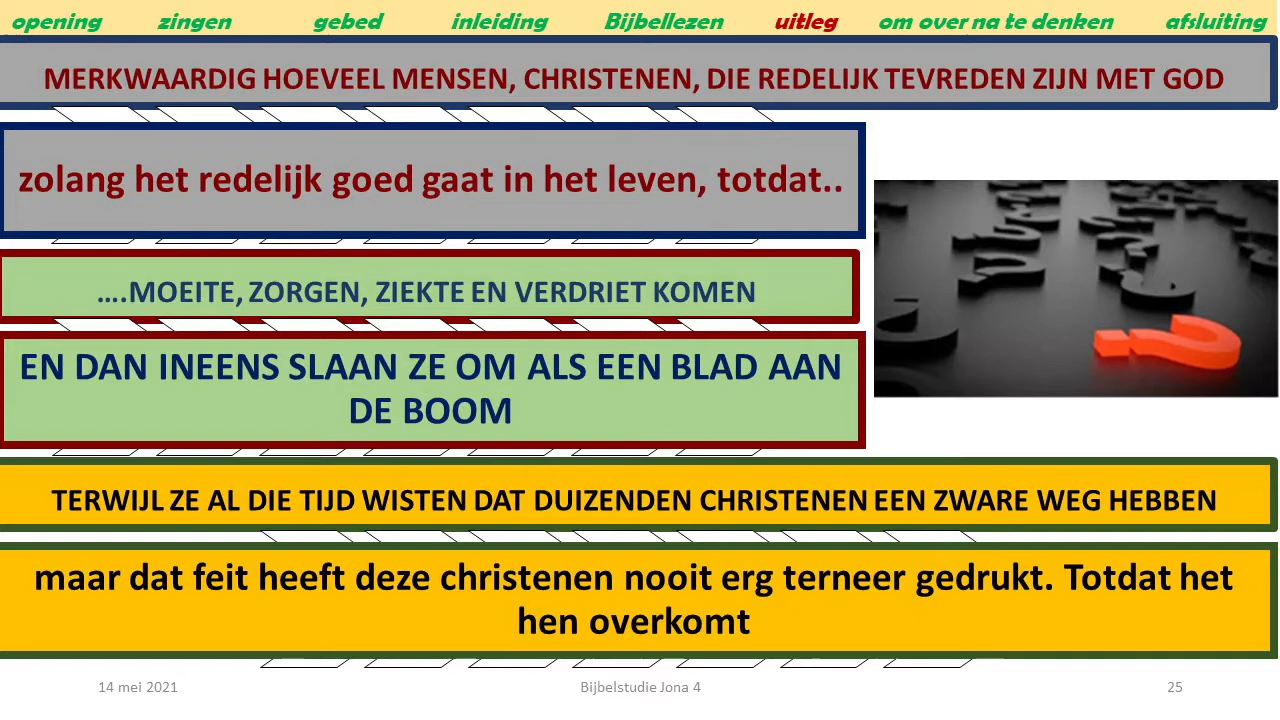 opening zingen gebed inleiding Bijbellezen uitleg om over na te denken afsluiting
MERKWAARDIG HOEVEEL MENSEN, CHRISTENEN, DIE REDELIJK TEVREDEN ZIJN MET GOD
zolang het redelijk goed gaat in het leven, totdat..
....MOEITE, ZORGEN, ZIEKTE EN VERDRIET KOMEN
EN DAN INEENS SLAAN ZE OM ALS EEN BLAD AAN
DE BOOM
TERWIJL ZE AL DIE TIJD WISTEN DAT DUIZENDEN CHRISTENEN EEN ZWARE WEG HEBBEN
maar dat feit heeft deze christenen nooit erg terneer gedrukt. Totdat het
hen overkomt
14 mei 2021 Bijbelstudie Jona 4 25